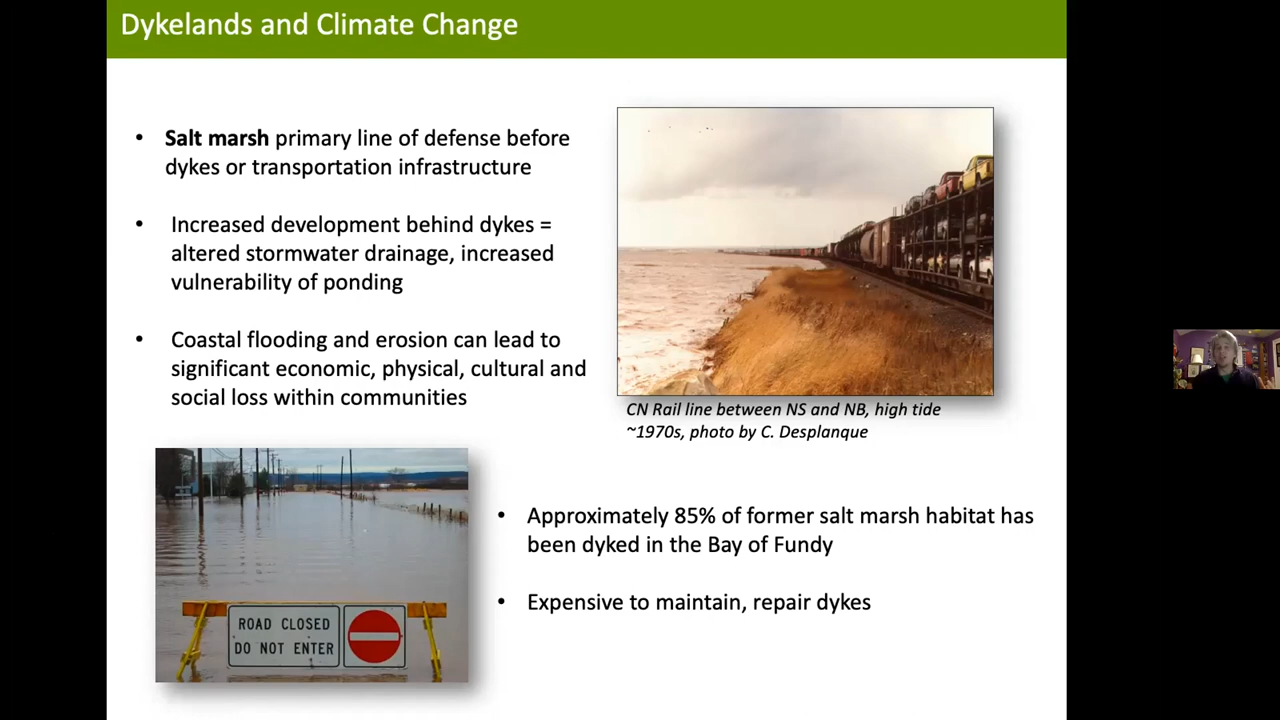 Dykelands and Climate Change
• Salt marsh primary line of defense before
dykes or transportation infrastructure
• Increased development behind dykes =
altered stormwater drainage, increased
vulnerability of ponding
• Coastal flooding and erosion can lead to
significant economic, physical, cultural and
social loss within communities
CN Rail line between NS and NB, high tide
~1970s, photo by C. Desplanque
ROAD CLOSED
DO NOT ENTER
• Approximately 85% of former salt marsh habitat has
been dyked in the Bay of Fundy
• Expensive to maintain, repair dykes